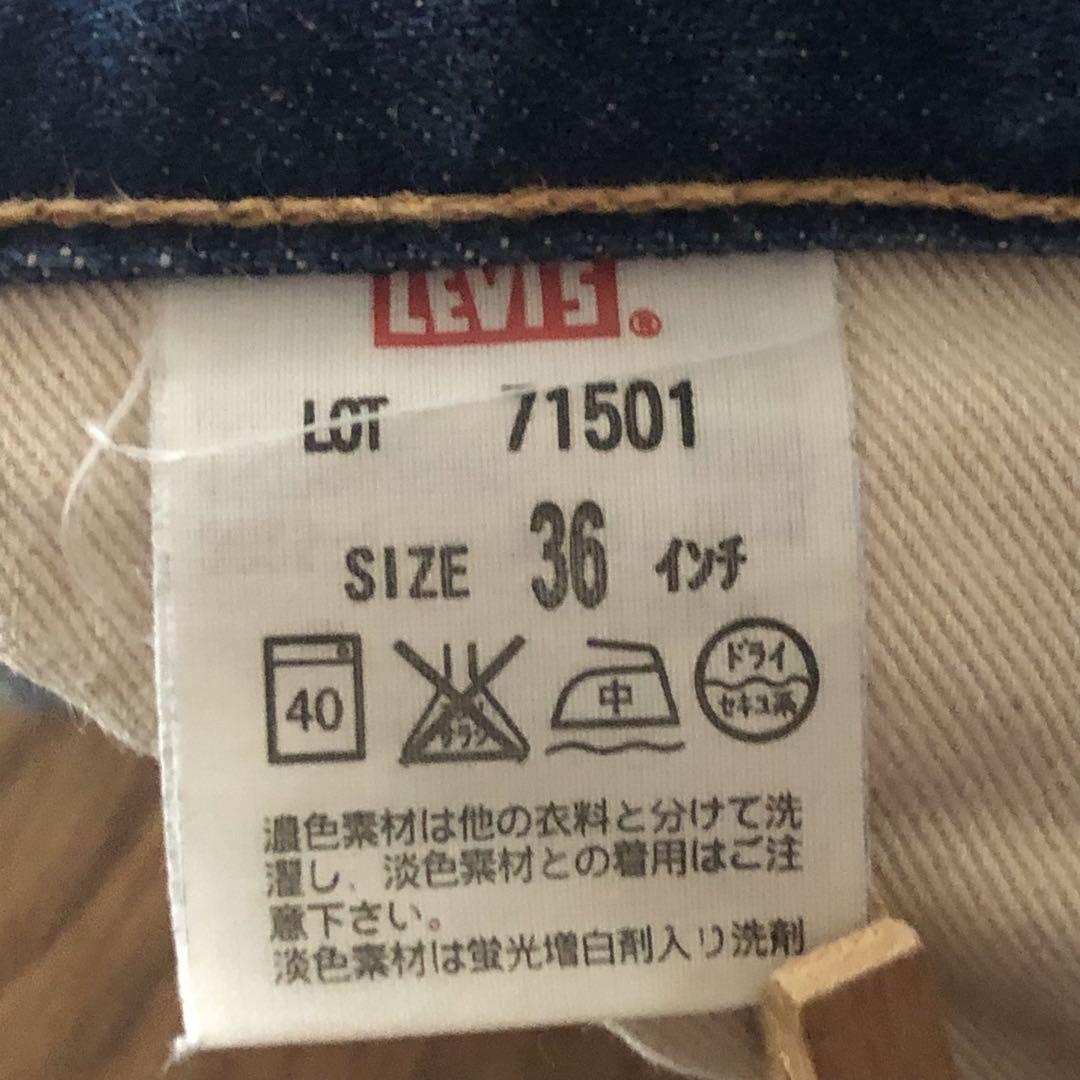 LEVI'S ®
LOT 71501
SIZE 36 インチ
40 中 ドライ
セキユ系
濃色素材は他の衣料と分けて洗
濯し、淡色素材との着用はご注
意下さい。
淡色素材は蛍光増白剤入り洗剤